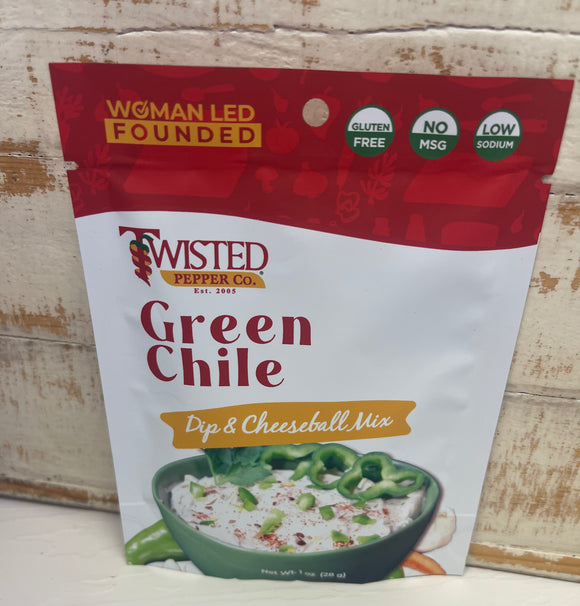 WOMAN LED
FOUNDED
GLUTEN
FREE
NO
MSG
LOW
SODIUM
TWISTED
PEPPER CO.®
Est. 2005
Green
Chile
Dip & Cheeseball Mix
Net Wt. 1 oz (28 g)